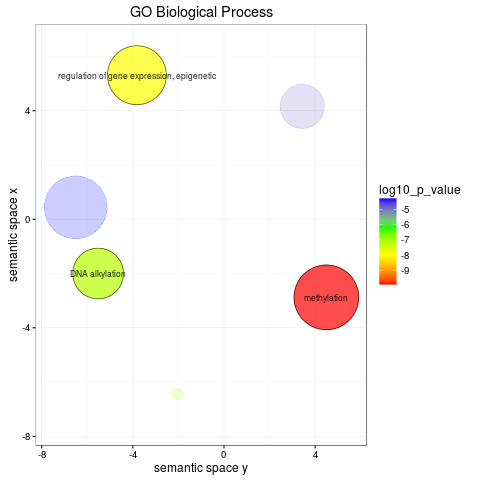 GO Biological Process
regulation of gene expression, epigenetic
DNA alkylation
methylation
semantic space x
4
0
-4
-8
-8
-4
0
4
semantic space y
log10_p_value
-5
-6
-7
-8
-9